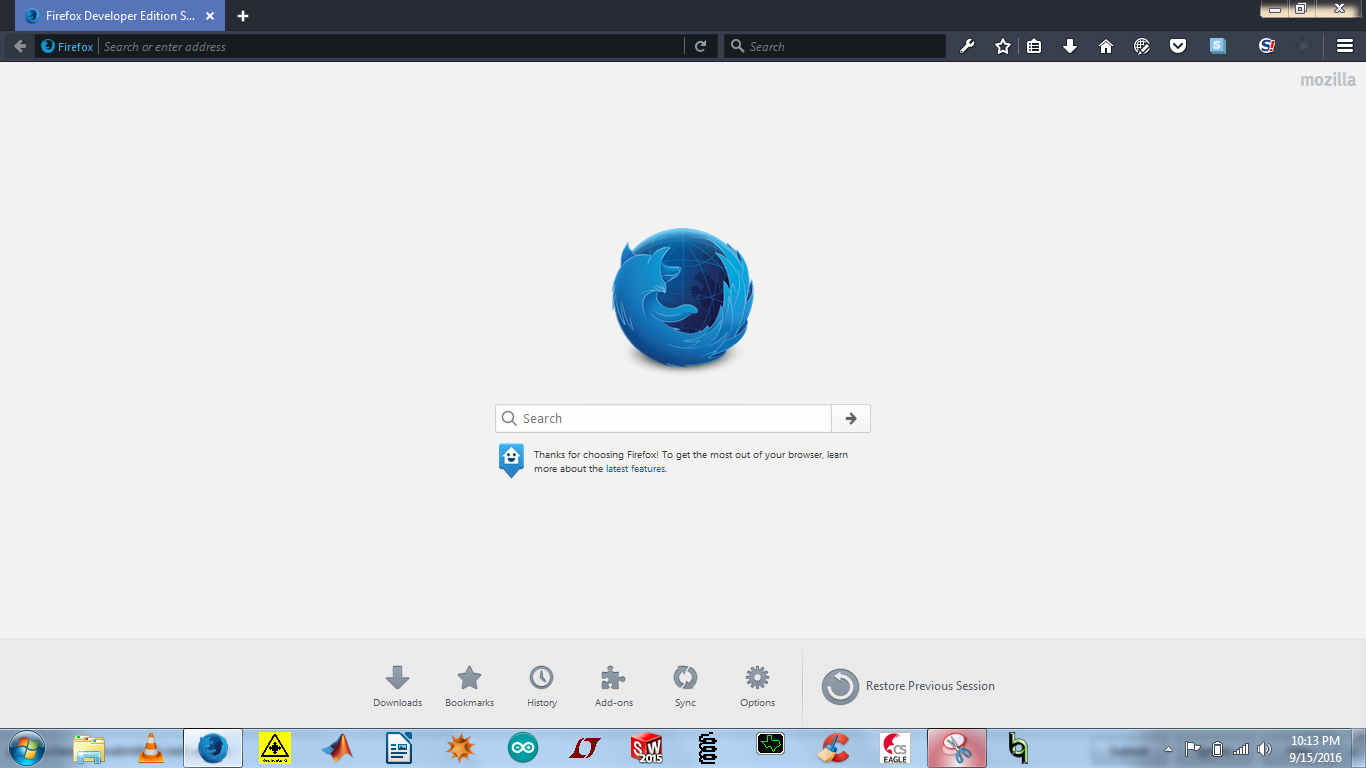 Firefox Developer Edition S...
Firefox
Search or enter address
Search
mozilla
Search
Thanks for choosing Firefox! To get the most out of your browser, learn
more about the latest features.
Downloads
Bookmarks
History
Add-ons
Sync
Options
Restore Previous Session
SW
2015
CS
EAGLE
10:13 PM
9/15/2016